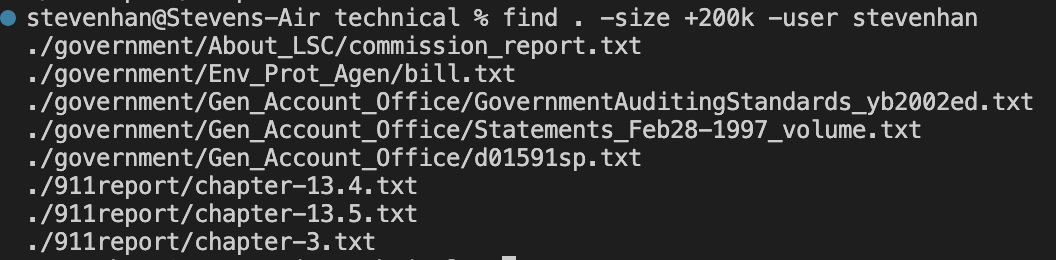 stevenhan@Stevens-Air technical % find . -size +200k -user stevenhan
./government/About_LSC/commission_report.txt
./government/Env_Prot_Agen/bill.txt
./government/Gen_Account_Office/GovernmentAuditingStandards_yb2002ed.txt
./government/Gen_Account_Office/Statements_Feb28-1997_volume.txt
./government/Gen_Account_Office/d01591sp.txt
./911report/chapter-13.4.txt
./911report/chapter-13.5.txt
./911report/chapter-3.txt